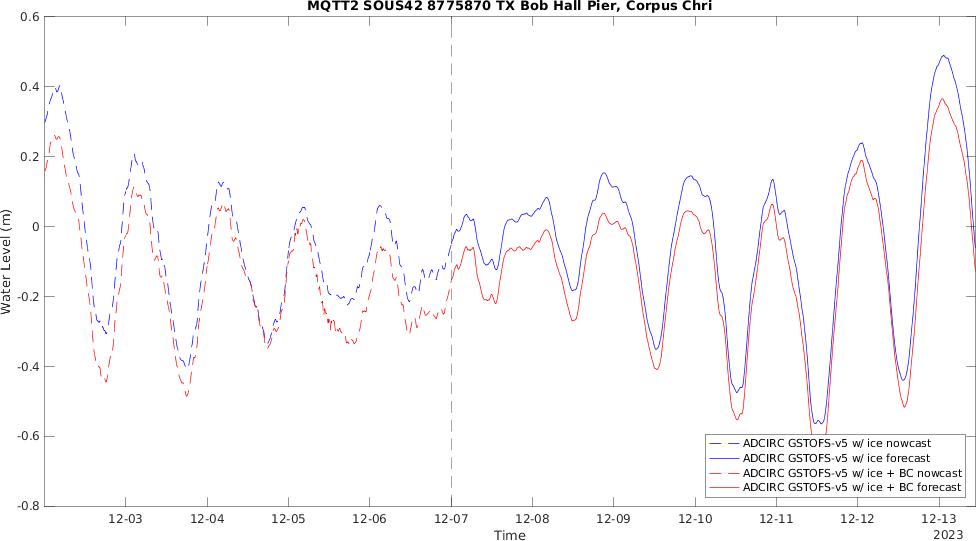 MQTT2 SOUS42 8775870 TX Bob Hall Pier, Corpus Chri
0.6
0.4
0.2
0
-0.2
-0.4
-0.6
-0.8
Water Level (m)
ADCIRC GSTOFS-v5 w/ ice nowcast
ADCIRC GSTOFS-v5 w/ ice forecast
ADCIRC GSTOFS-v5 w/ ice + BC nowcast
ADCIRC GSTOFS-v5 w/ ice + BC forecast
12-03 12-04 12-05 12-06 12-07 12-08 12-09 12-10 12-11 12-12 12-13
Time
2023